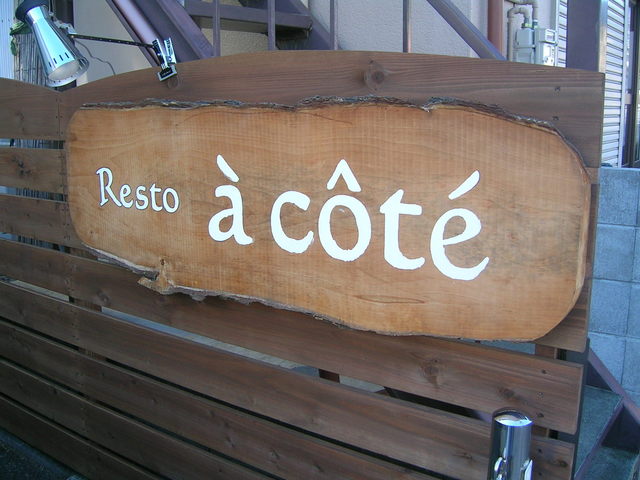 Resto à côté